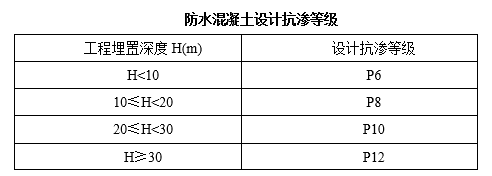 防水混凝土设计抗渗等级
工程埋置深度 H(m) 设计抗渗等级
H<10 P6
10≤H<20 P8
20≤H<30 P10
H≥30 P12